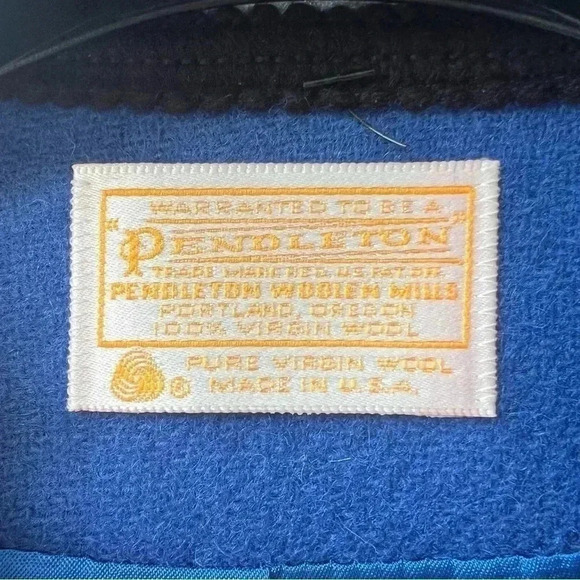 WARRANTED TO BE A
"PENDLETON"
TRADE MARK REG. U.S. PAT. OFF.
PENDLETON WOOLEN MILLS
PORTLAND, OREGON
100% VIRGIN WOOL
PURE VIRGIN WOOL
® MADE IN U.S.A.